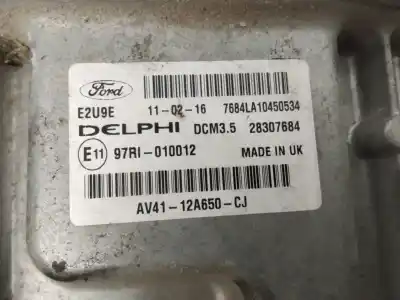 Ford
E2U9E 11-02-16 7684LA10450534
DELPHI DCM3.5 28307684
E11 97RI-010012 MADE IN UK
AV41-12A650-CJ